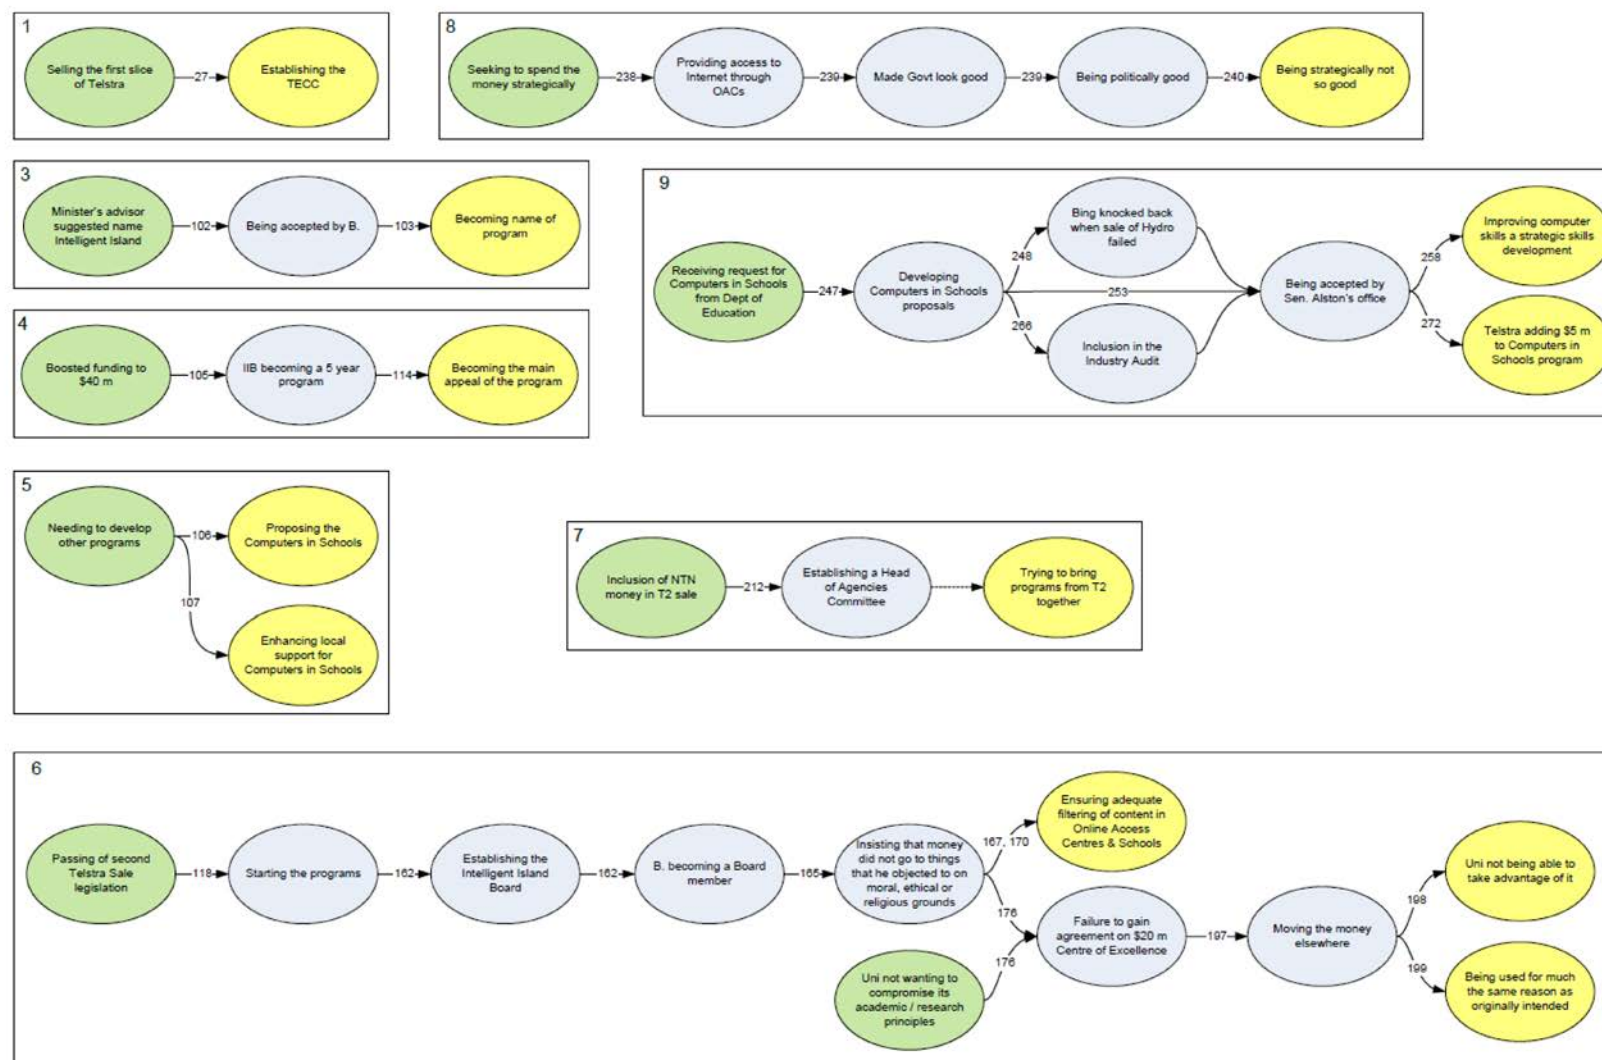 1
Selling the first slice
of Telstra
27
Establishing the
TECC
8
Seeking to spend the
money strategically
238
Providing access to
Internet through
OACs
239
Made Govt look good
239
Being politically good
240
Being strategically not
so good
3
Minister's advisor
suggested name
Intelligent Island
102
Being accepted by B.
103
Becoming name of
program
9
Receiving request for
Computers in Schools
from Dept of
Education
247
Developing
Computers in Schools
proposals
248
Bing knocked back
when sale of Hydro
failed
253
266
Inclusion in the
Industry Audit
Being accepted by
Sen. Alston's office
258
Improving computer
skills a strategic skills
development
272
Telstra adding $5 m
to Computers in
Schools program
4
Boosted funding to
$40 m
105
IIB becoming a 5 year
program
114
Becoming the main
appeal of the program
5
Needing to develop
other programs
106
Proposing the
Computers in Schools
107
Enhancing local
support for
Computers in Schools
7
Inclusion of NTN
money in T2 sale
212
Establishing a Head
of Agencies
Committee
Trying to bring
programs from T2
together
6
Passing of second
Telstra Sale
legislation
118
Starting the programs
162
Establishing the
Intelligent Island
Board
162
B. becoming a Board
member
165
Insisting that money
did not go to things
that he objected to on
moral, ethical or
religious grounds
167, 170
Ensuring adequate
filtering of content in
Online Access
Centres & Schools
176
Uni not wanting to
compromise its
academic / research
principles
176
Failure to gain
agreement on $20 m
Centre of Excellence
197
Moving the money
elsewhere
198
Uni not being able to
take advantage of it
199
Being used for much
the same reason as
originally intended